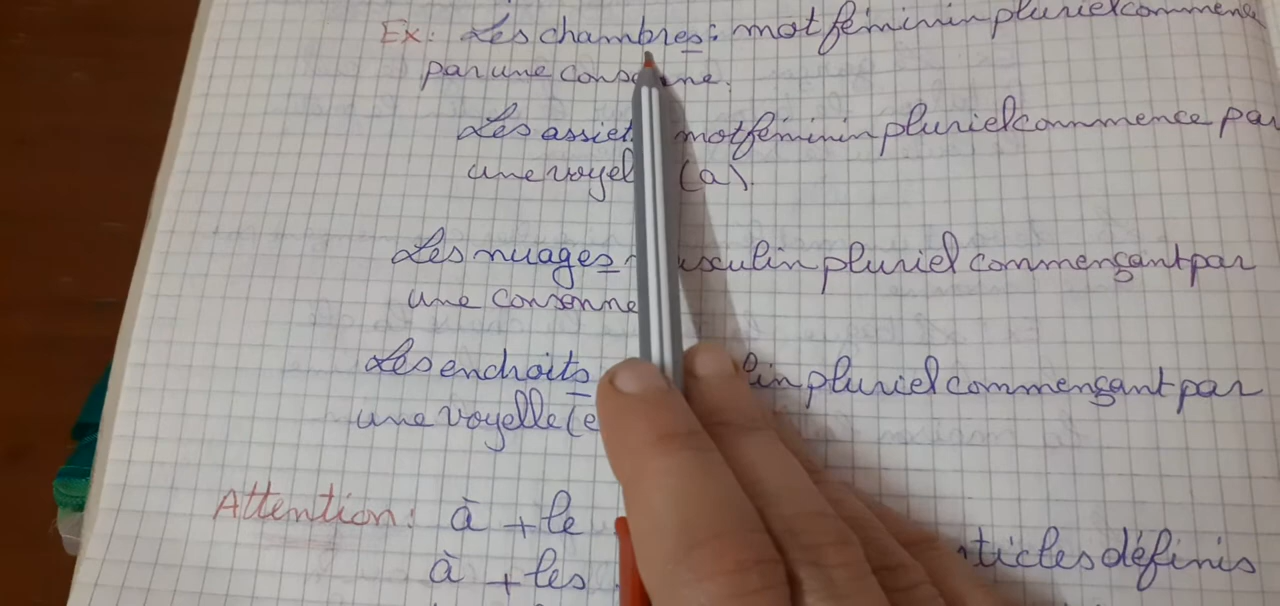 Ex: Les chambres: mot féminin pluriel commence
par une consonne.
Les assiet mot féminin pluriel commence par
une voyel (a).
Les nuages masculin pluriel commençant par
une consonne
Les endroits lin pluriel commençant par
une voyelle (e
Attention: à + le
à + les articles définis